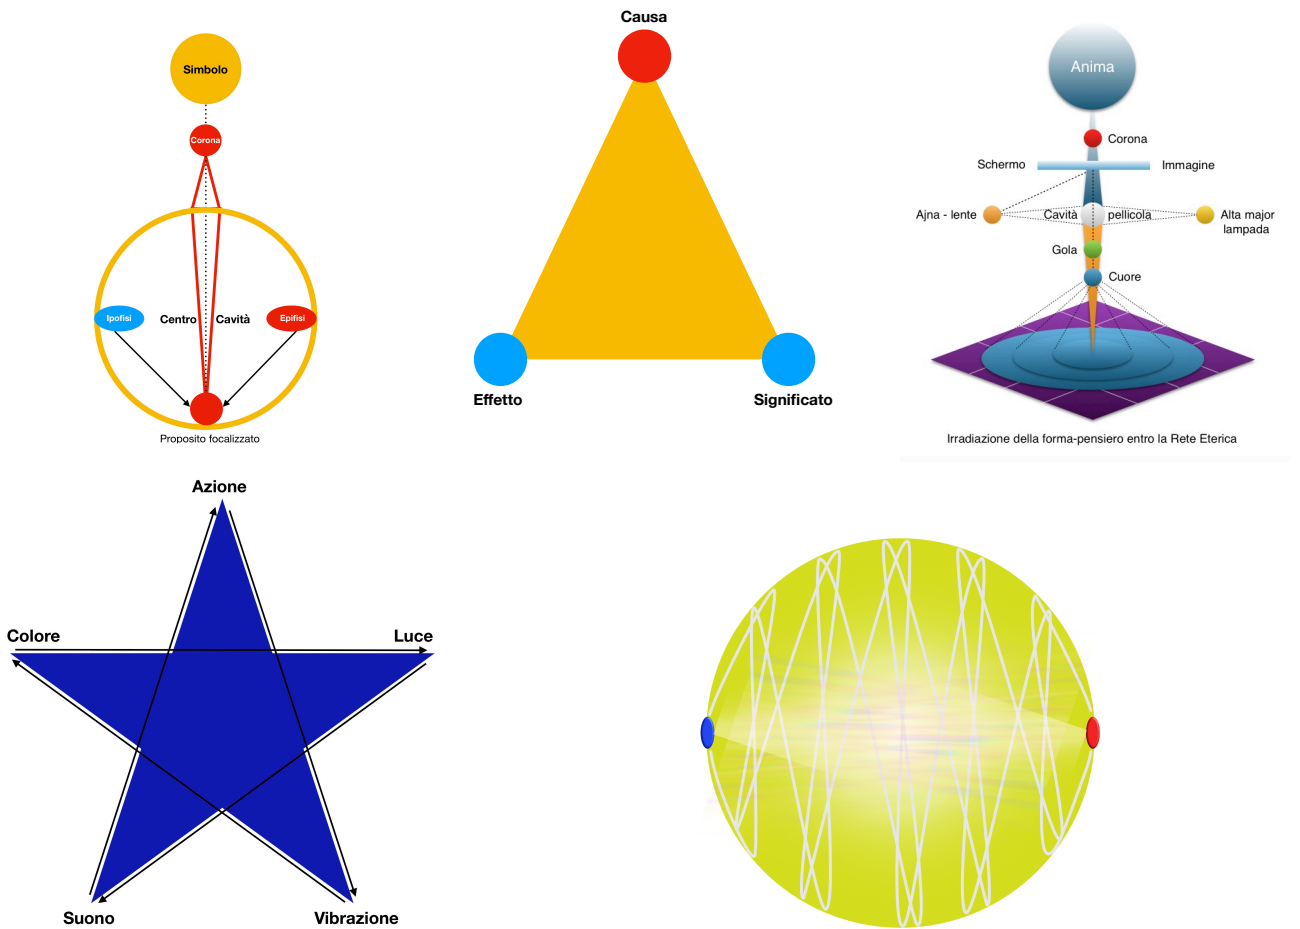 Simbolo
Corona
Ipofisi
Centro
Cavità
Epifisi
Proposito focalizzato
Causa
Effetto
Significato
Anima
Corona
Schermo
Immagine
Ajna - lente
Cavità
pellicola
Alta major
lampada
Gola
Cuore
Irradiazione della forma-pensiero entro la Rete Eterica
Azione
Colore
Luce
Suono
Vibrazione